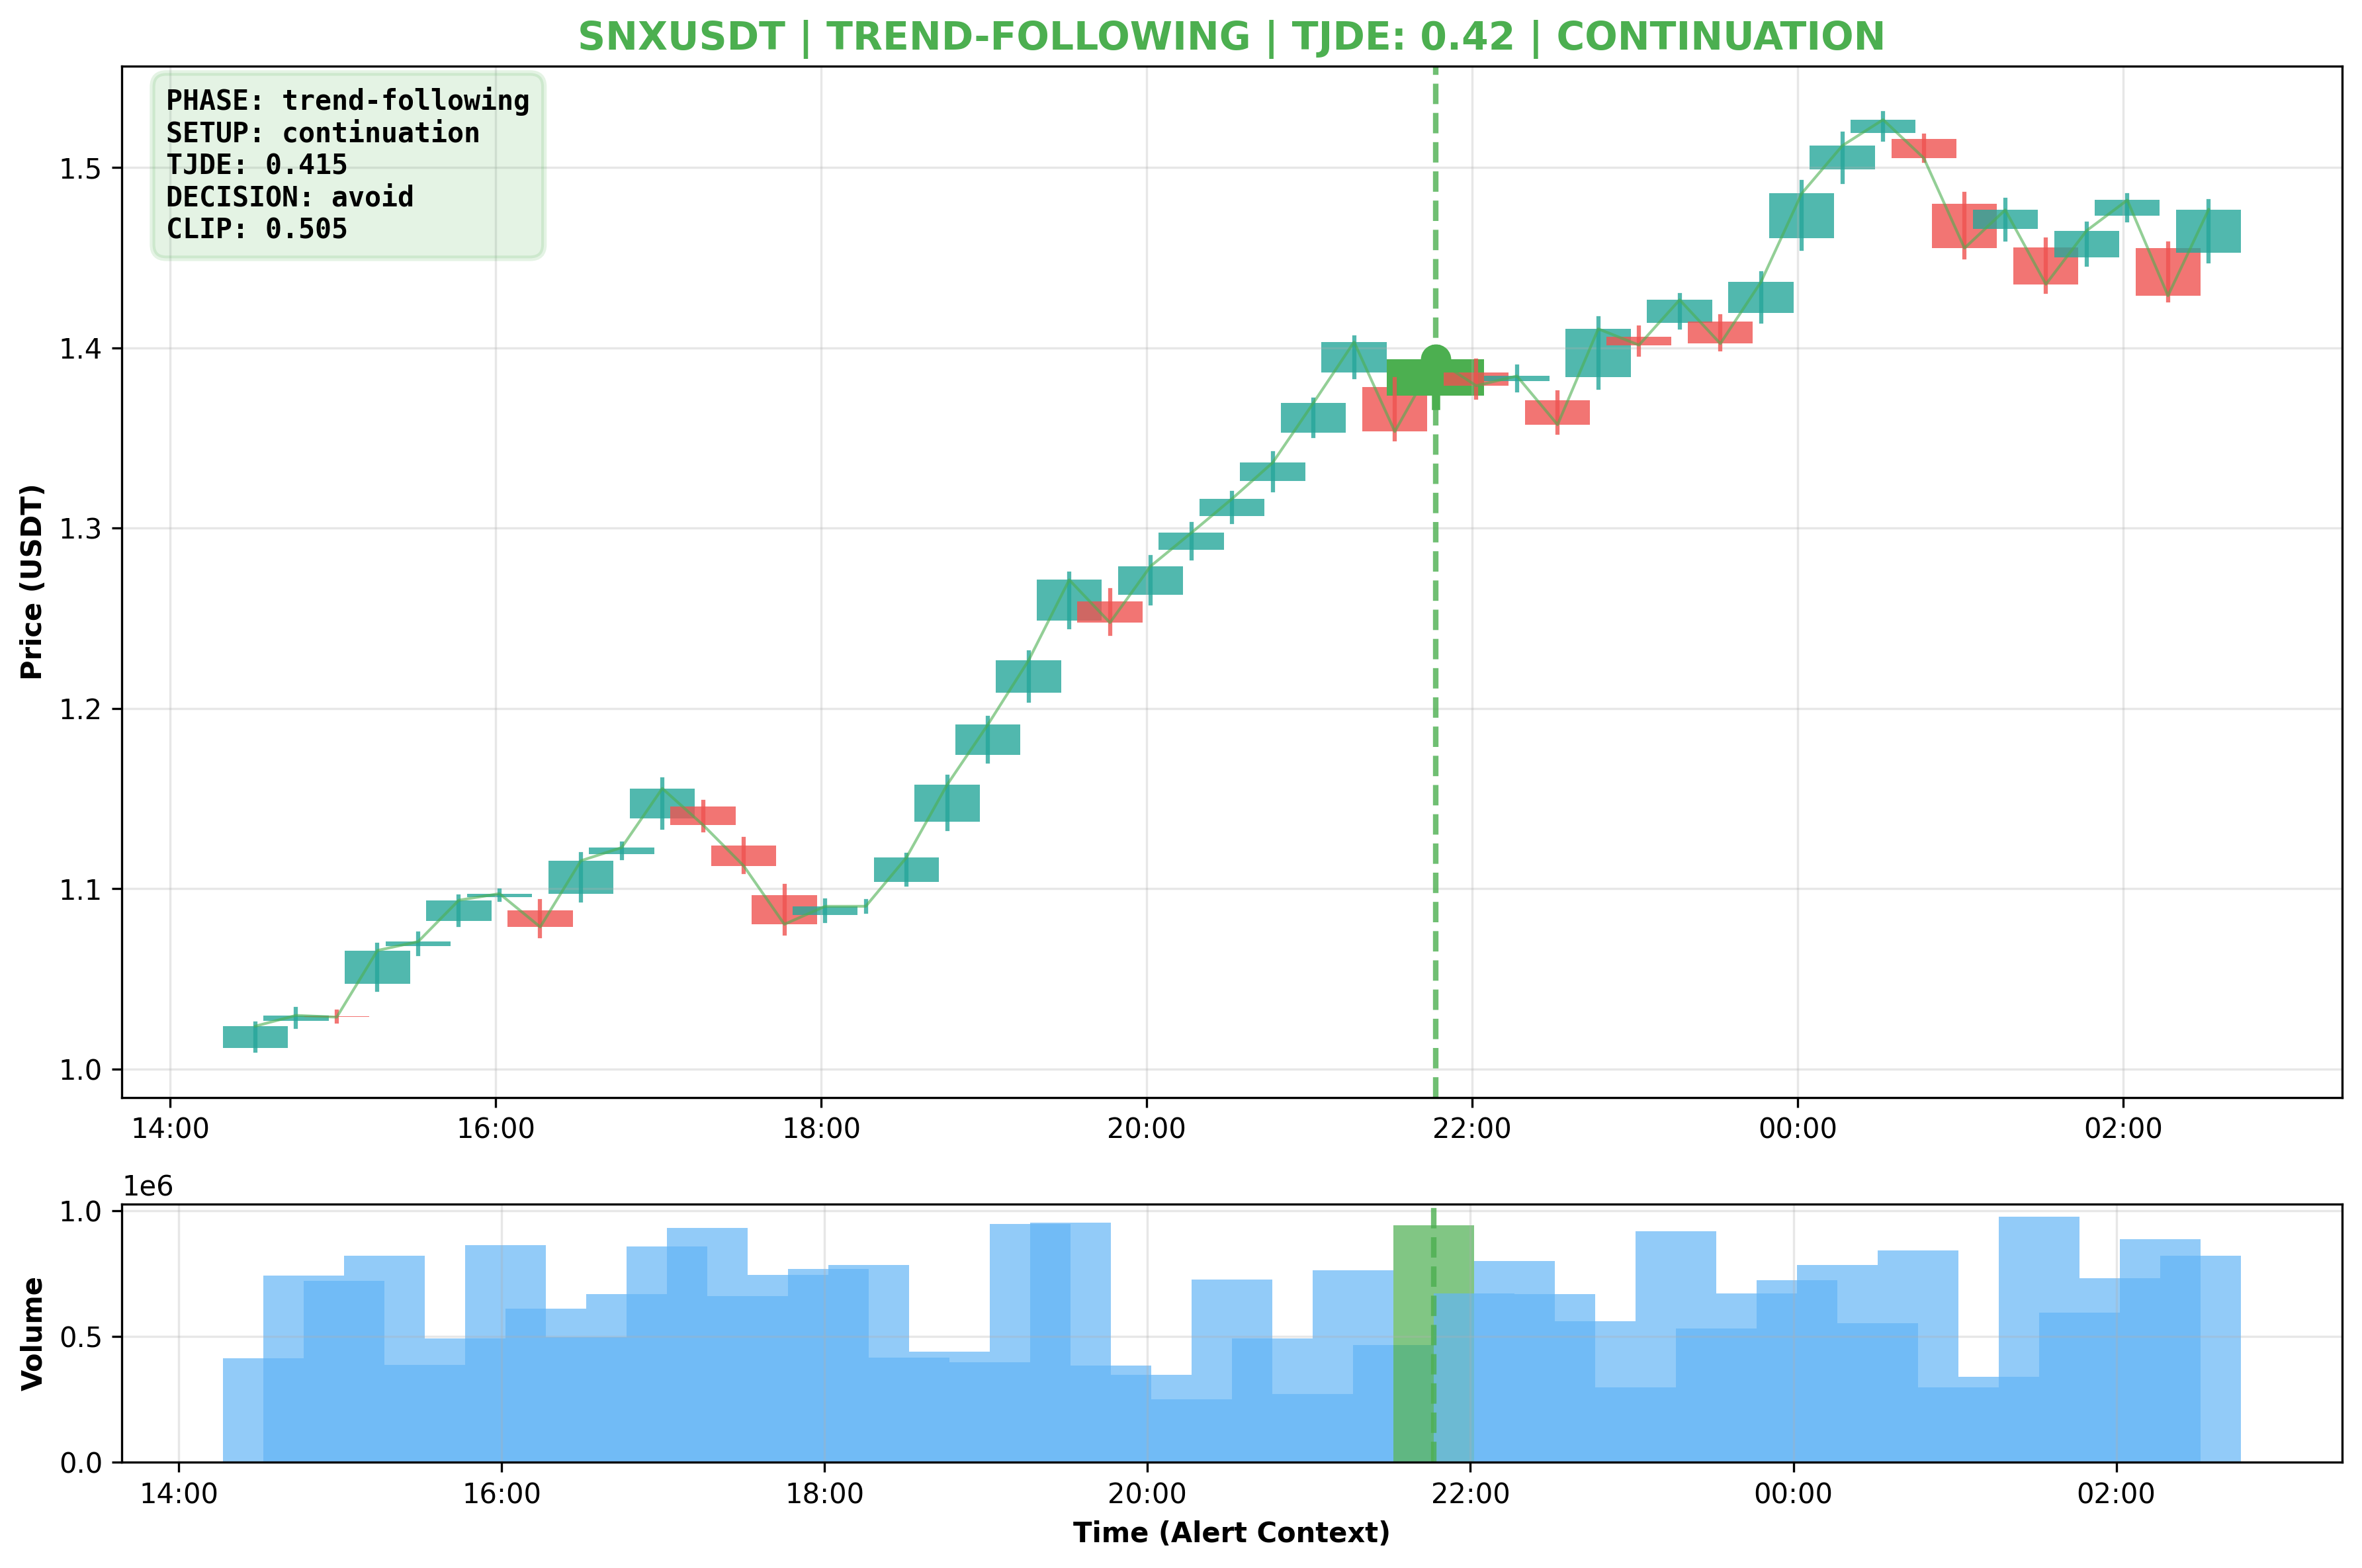 SNXUSDT | TREND-FOLLOWING | TJDE: 0.42 | CONTINUATION
PHASE: trend-following
SETUP: continuation
TJDE: 0.415
DECISION: avoid
CLIP: 0.505
Price (USDT)
1.5
1.4
1.3
1.2
1.1
1.0
14:00 16:00 18:00 20:00 22:00 00:00 02:00
1e6
Volume
1.0
0.5
0.0
14:00 16:00 18:00 20:00 22:00 00:00 02:00
Time (Alert Context)